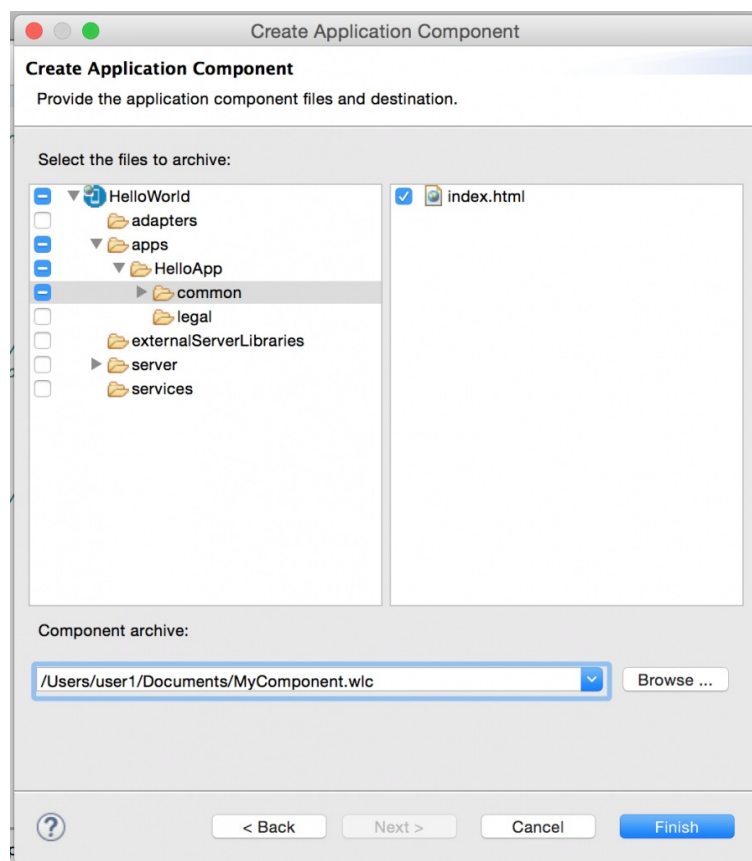 Create Application Component
Create Application Component
Provide the application component files and destination.
Select the files to archive:
HelloWorld
adapters
apps
HelloApp
common
legal
externalServerLibraries
server
services
index.html
Component archive:
/Users/user1/Documents/MyComponent.wlc
Browse ...
?
< Back
Next >
Cancel
Finish